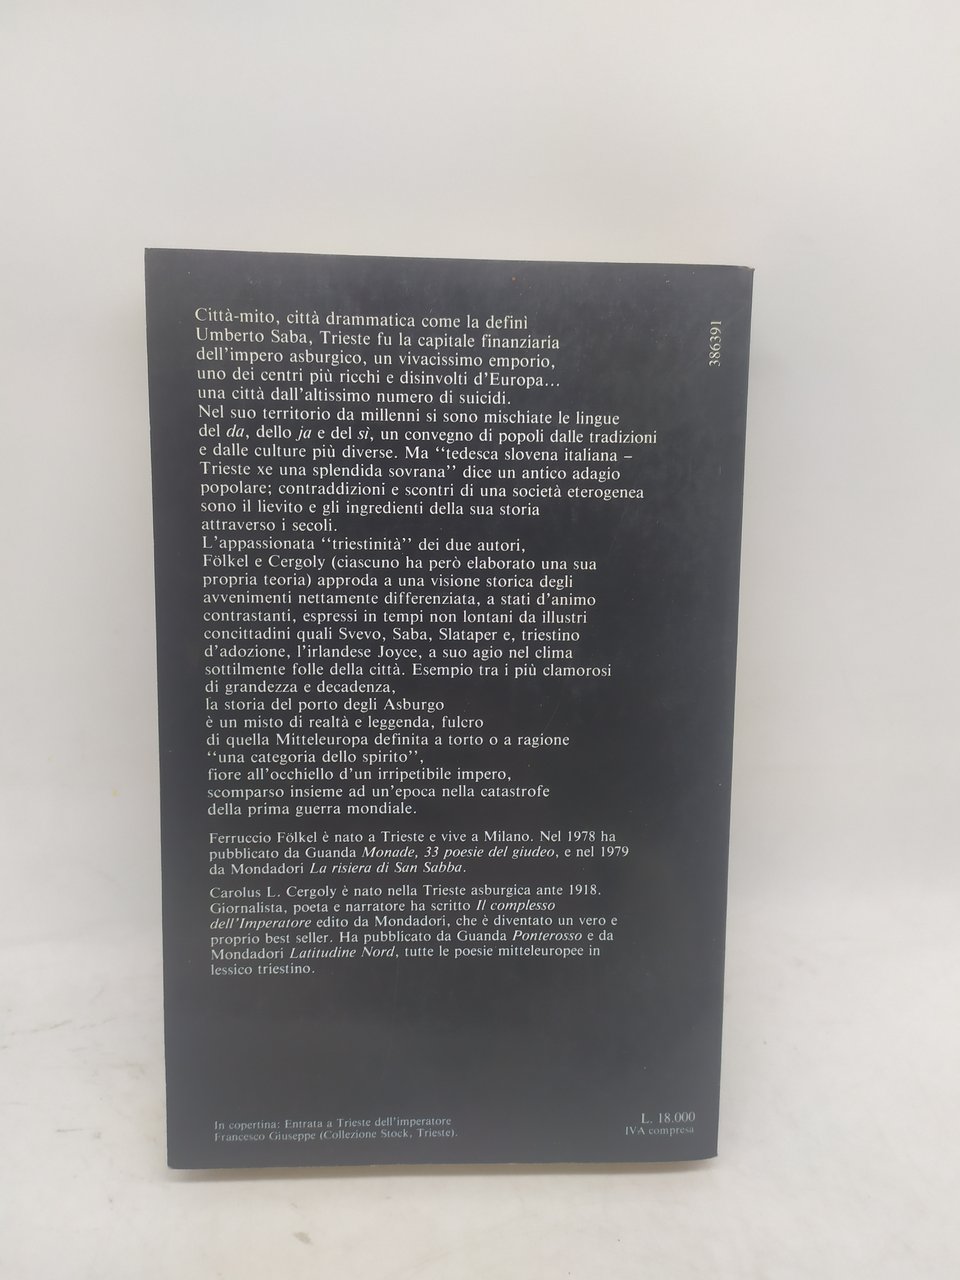 Città-mito, città drammatica come la definì
Umberto Saba, Trieste fu la capitale finanziaria
dell'impero asburgico, un vivacissimo emporio,
uno dei centri più ricchi e disinvolti d'Europa...
una città dall'altissimo numero di suicidi.
Nel suo territorio da millenni si sono mischiate le lingue
del da, dello ja e del sì, un convegno di popoli dalle tradizioni
e dalle culture più diverse. Ma “tedesca slovena italiana –
Trieste xe una splendida sovrana” dice un antico adagio
popolare; contraddizioni e scontri di una società eterogenea
sono il lievito e gli ingredienti della sua storia
attraverso i secoli.
L'appassionata “triestinità” dei due autori,
Fölkel e Cergoly (ciascuno ha però elaborato una sua
propria teoria) approda a una visione storica degli
avvenimenti nettamente differenziata, a stati d'animo
contrastanti, espressi in tempi non lontani da illustri
concittadini quali Svevo, Saba, Slataper e, triestino
d'adozione, l'irlandese Joyce, a suo agio nel clima
sottilmente folle della città. Esempio tra i più clamorosi
di grandezza e decadenza,
la storia del porto degli Asburgo
è un misto di realtà e leggenda, fulcro
di quella Mitteleuropa definita a torto o a ragione
“una categoria dello spirito”,
fiore all'occhiello d'un irripetibile impero,
scomparso insieme ad un'epoca nella catastrofe
della prima guerra mondiale.
Ferruccio Fölkel è nato a Trieste e vive a Milano. Nel 1978 ha
pubblicato da Guanda Monade, 33 poesie del giudeo, e nel 1979
da Mondadori La risiera di San Sabba.
Carolus L. Cergoly è nato nella Trieste asburgica ante 1918.
Giornalista, poeta e narratore ha scritto Il complesso
dell'Imperatore edito da Mondadori, che è diventato un vero e
proprio best seller. Ha pubblicato da Guanda Ponterosso e da
Mondadori Latitudine Nord, tutte le poesie mitteleuropee in
lessico triestino.
In copertina: Entrata a Trieste dell'imperatore
Francesco Giuseppe (Collezione Stock, Trieste).
L. 18.000
IVA compresa
386391